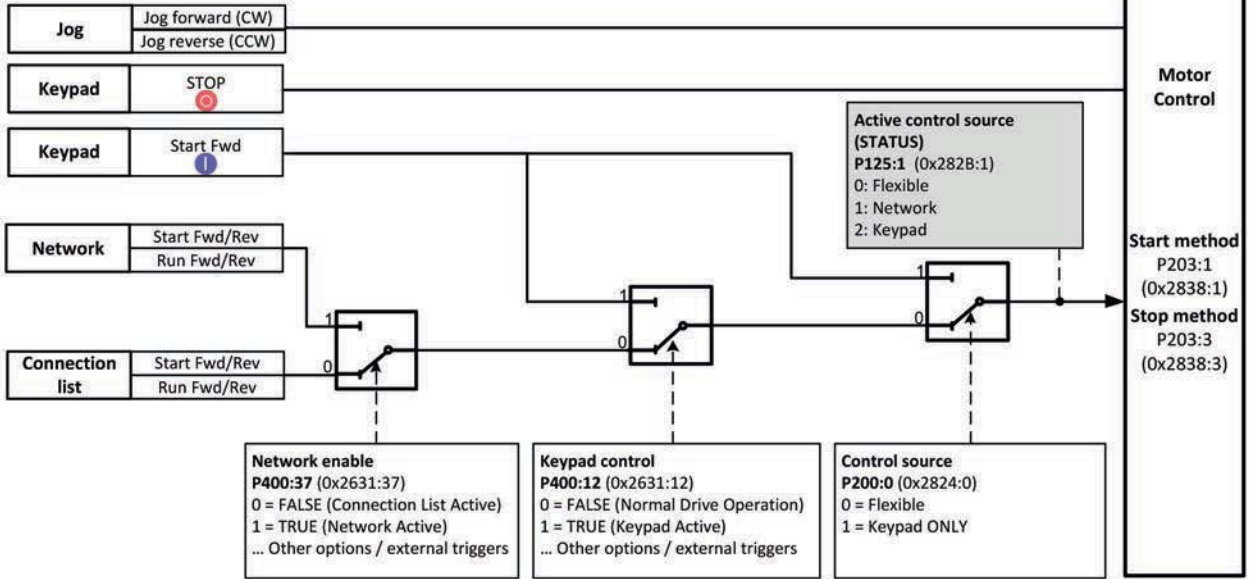 Jog
Jog forward (CW)
Jog reverse (CCW)
Keypad
STOP
Keypad
Start Fwd
Network
Start Fwd/Rev
Run Fwd/Rev
Connection
list
Start Fwd/Rev
Run Fwd/Rev
1
0
1
0
1
0
Active control source
(STATUS)
P125:1 (0x282B:1)
0: Flexible
1: Network
2: Keypad
Motor
Control
Start method
P203:1
(0x2838:1)
Stop method
P203:3
(0x2838:3)
Network enable
P400:37 (0x2631:37)
0 = FALSE (Connection List Active)
1 = TRUE (Network Active)
... Other options / external triggers
Keypad control
P400:12 (0x2631:12)
0 = FALSE (Normal Drive Operation)
1 = TRUE (Keypad Active)
... Other options / external triggers
Control source
P200:0 (0x2824:0)
0 = Flexible
1 = Keypad ONLY